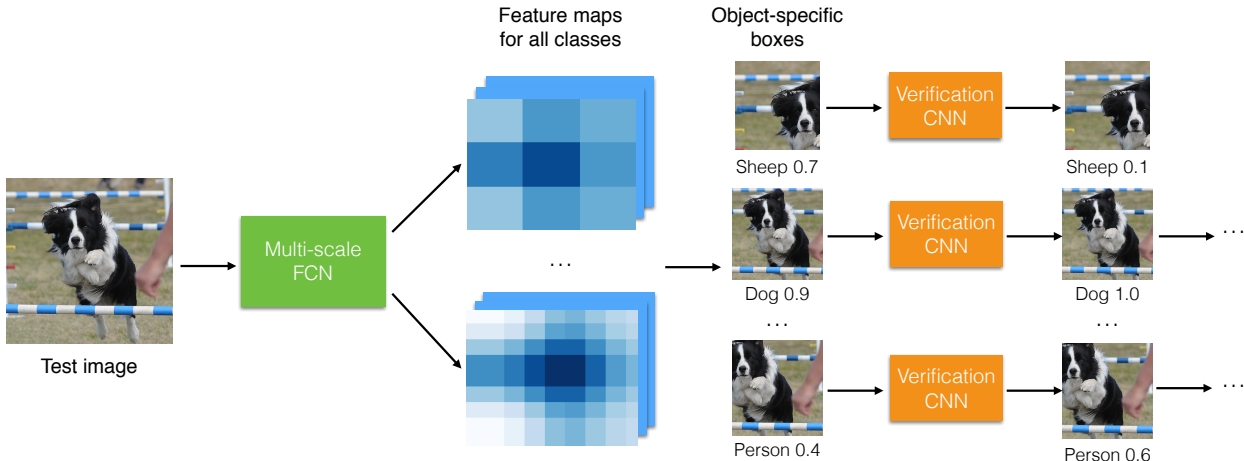 Feature maps
for all classes
Object-specific
boxes
Test image
Multi-scale
FCN
...
Sheep 0.7
Verification
CNN
Sheep 0.1
Dog 0.9
Verification
CNN
Dog 1.0
...
...
...
Person 0.4
Verification
CNN
Person 0.6
...